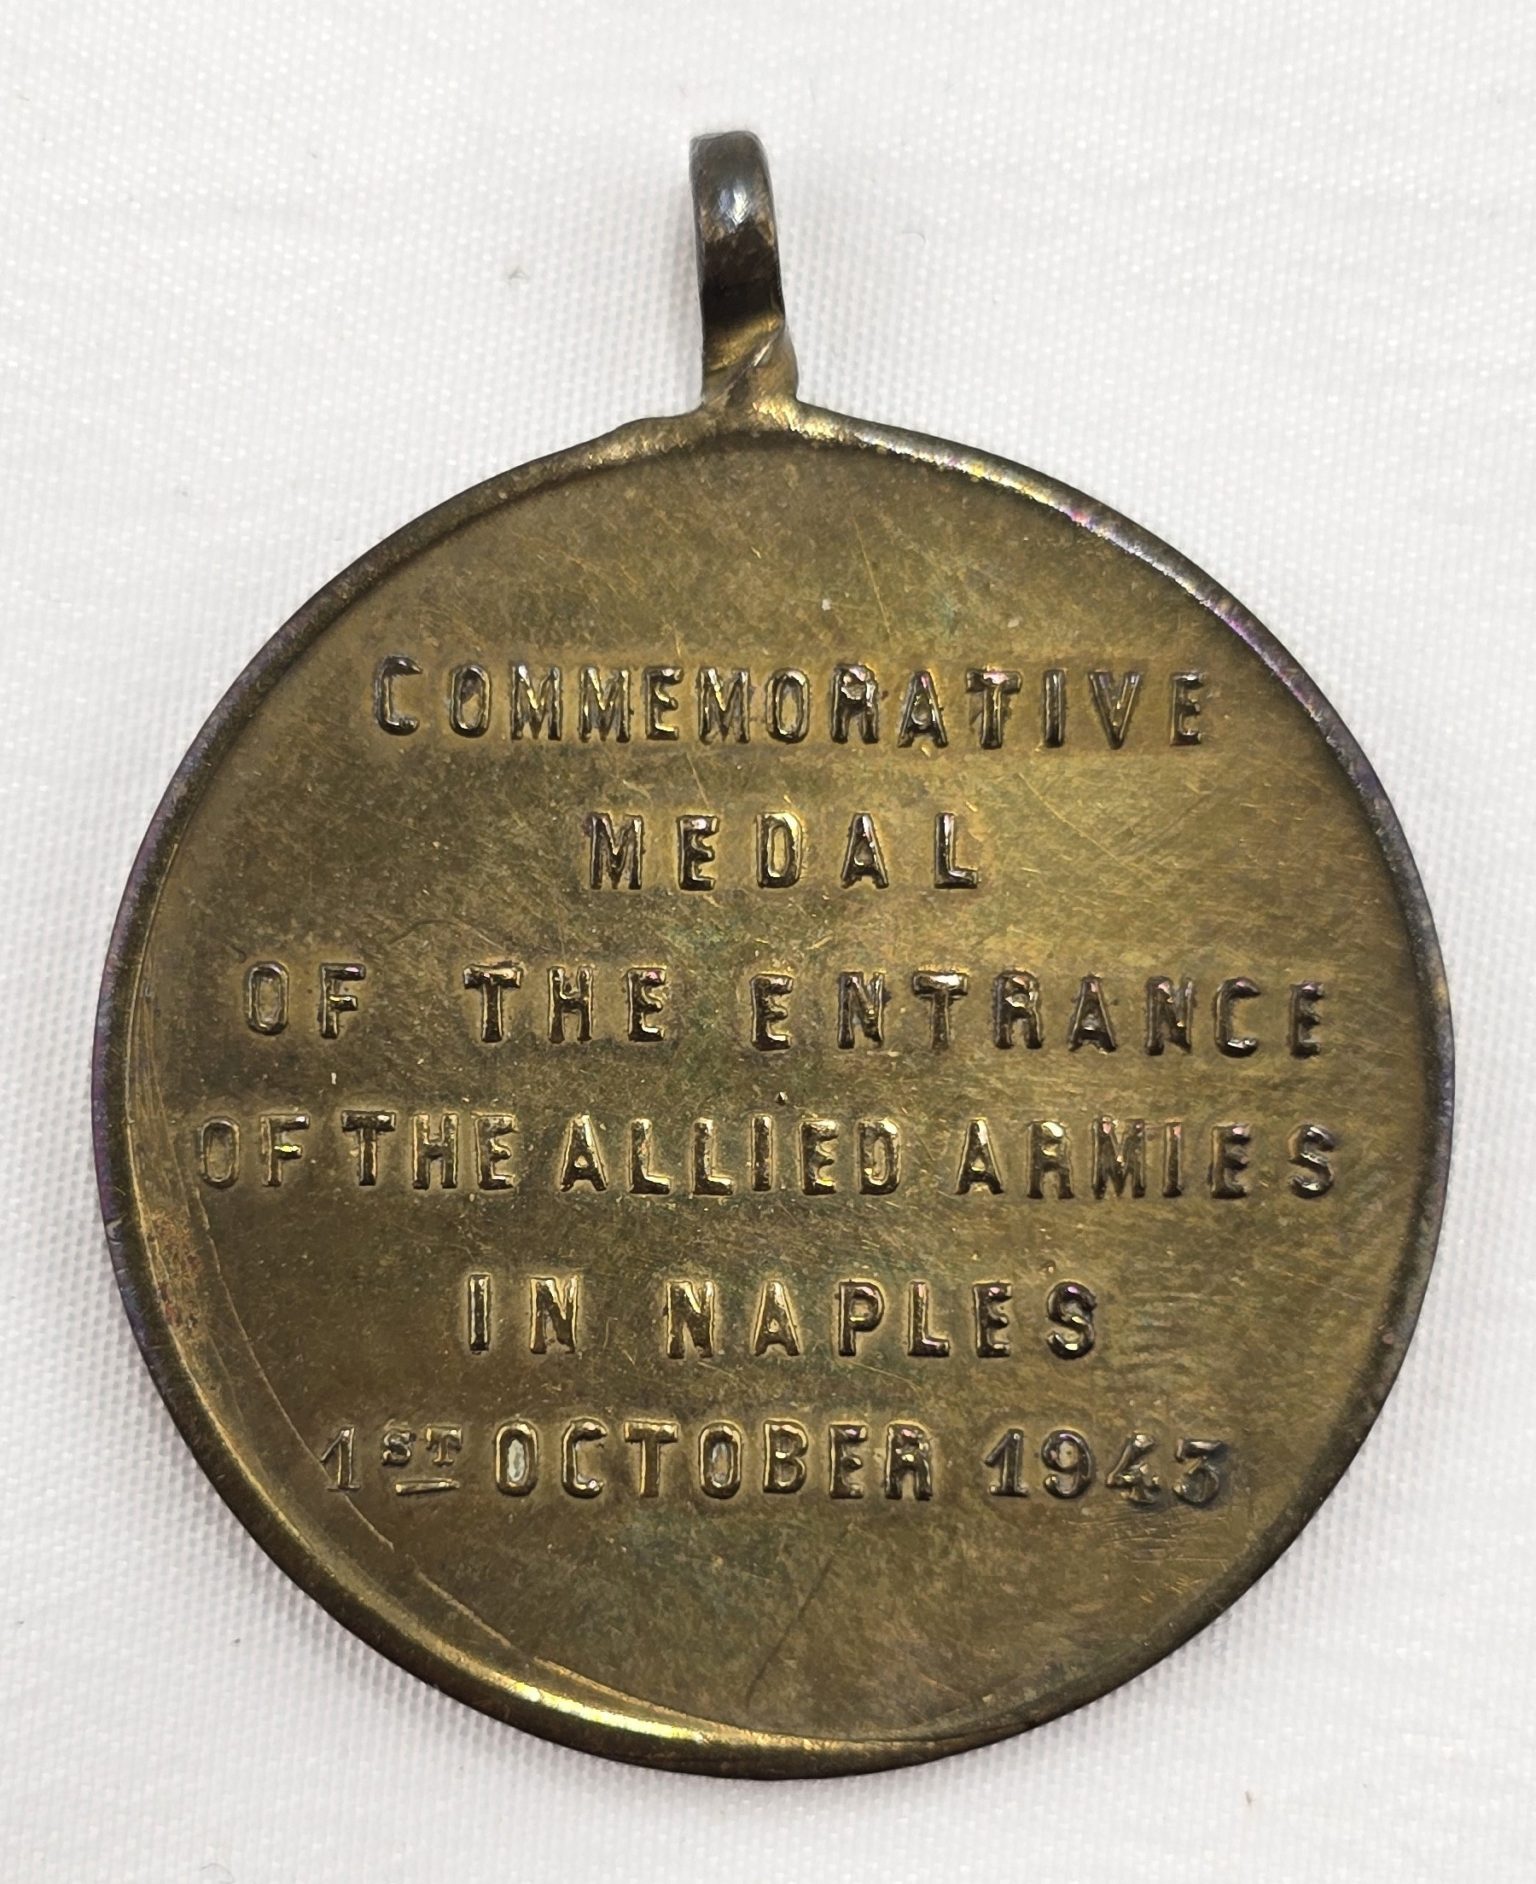 COMMEMORATIVE
MEDAL
OF THE ENTRANCE
OF THE ALLIED ARMIES
IN NAPLES
1ST OCTOBER 1943